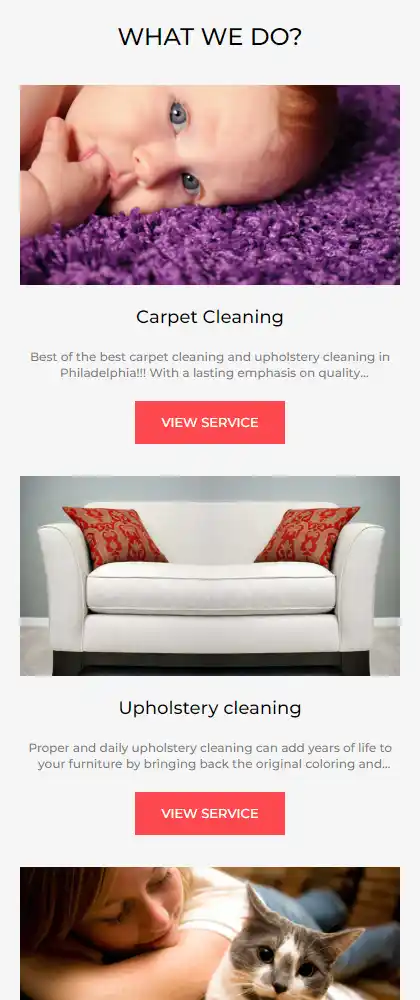 WHAT WE DO?
Carpet Cleaning
Best of the best carpet cleaning and upholstery cleaning in
Philadelphia!!! With a lasting emphasis on quality...
VIEW SERVICE
Upholstery cleaning
Proper and daily upholstery cleaning can add years of life to
your furniture by bringing back the original coloring and...
VIEW SERVICE